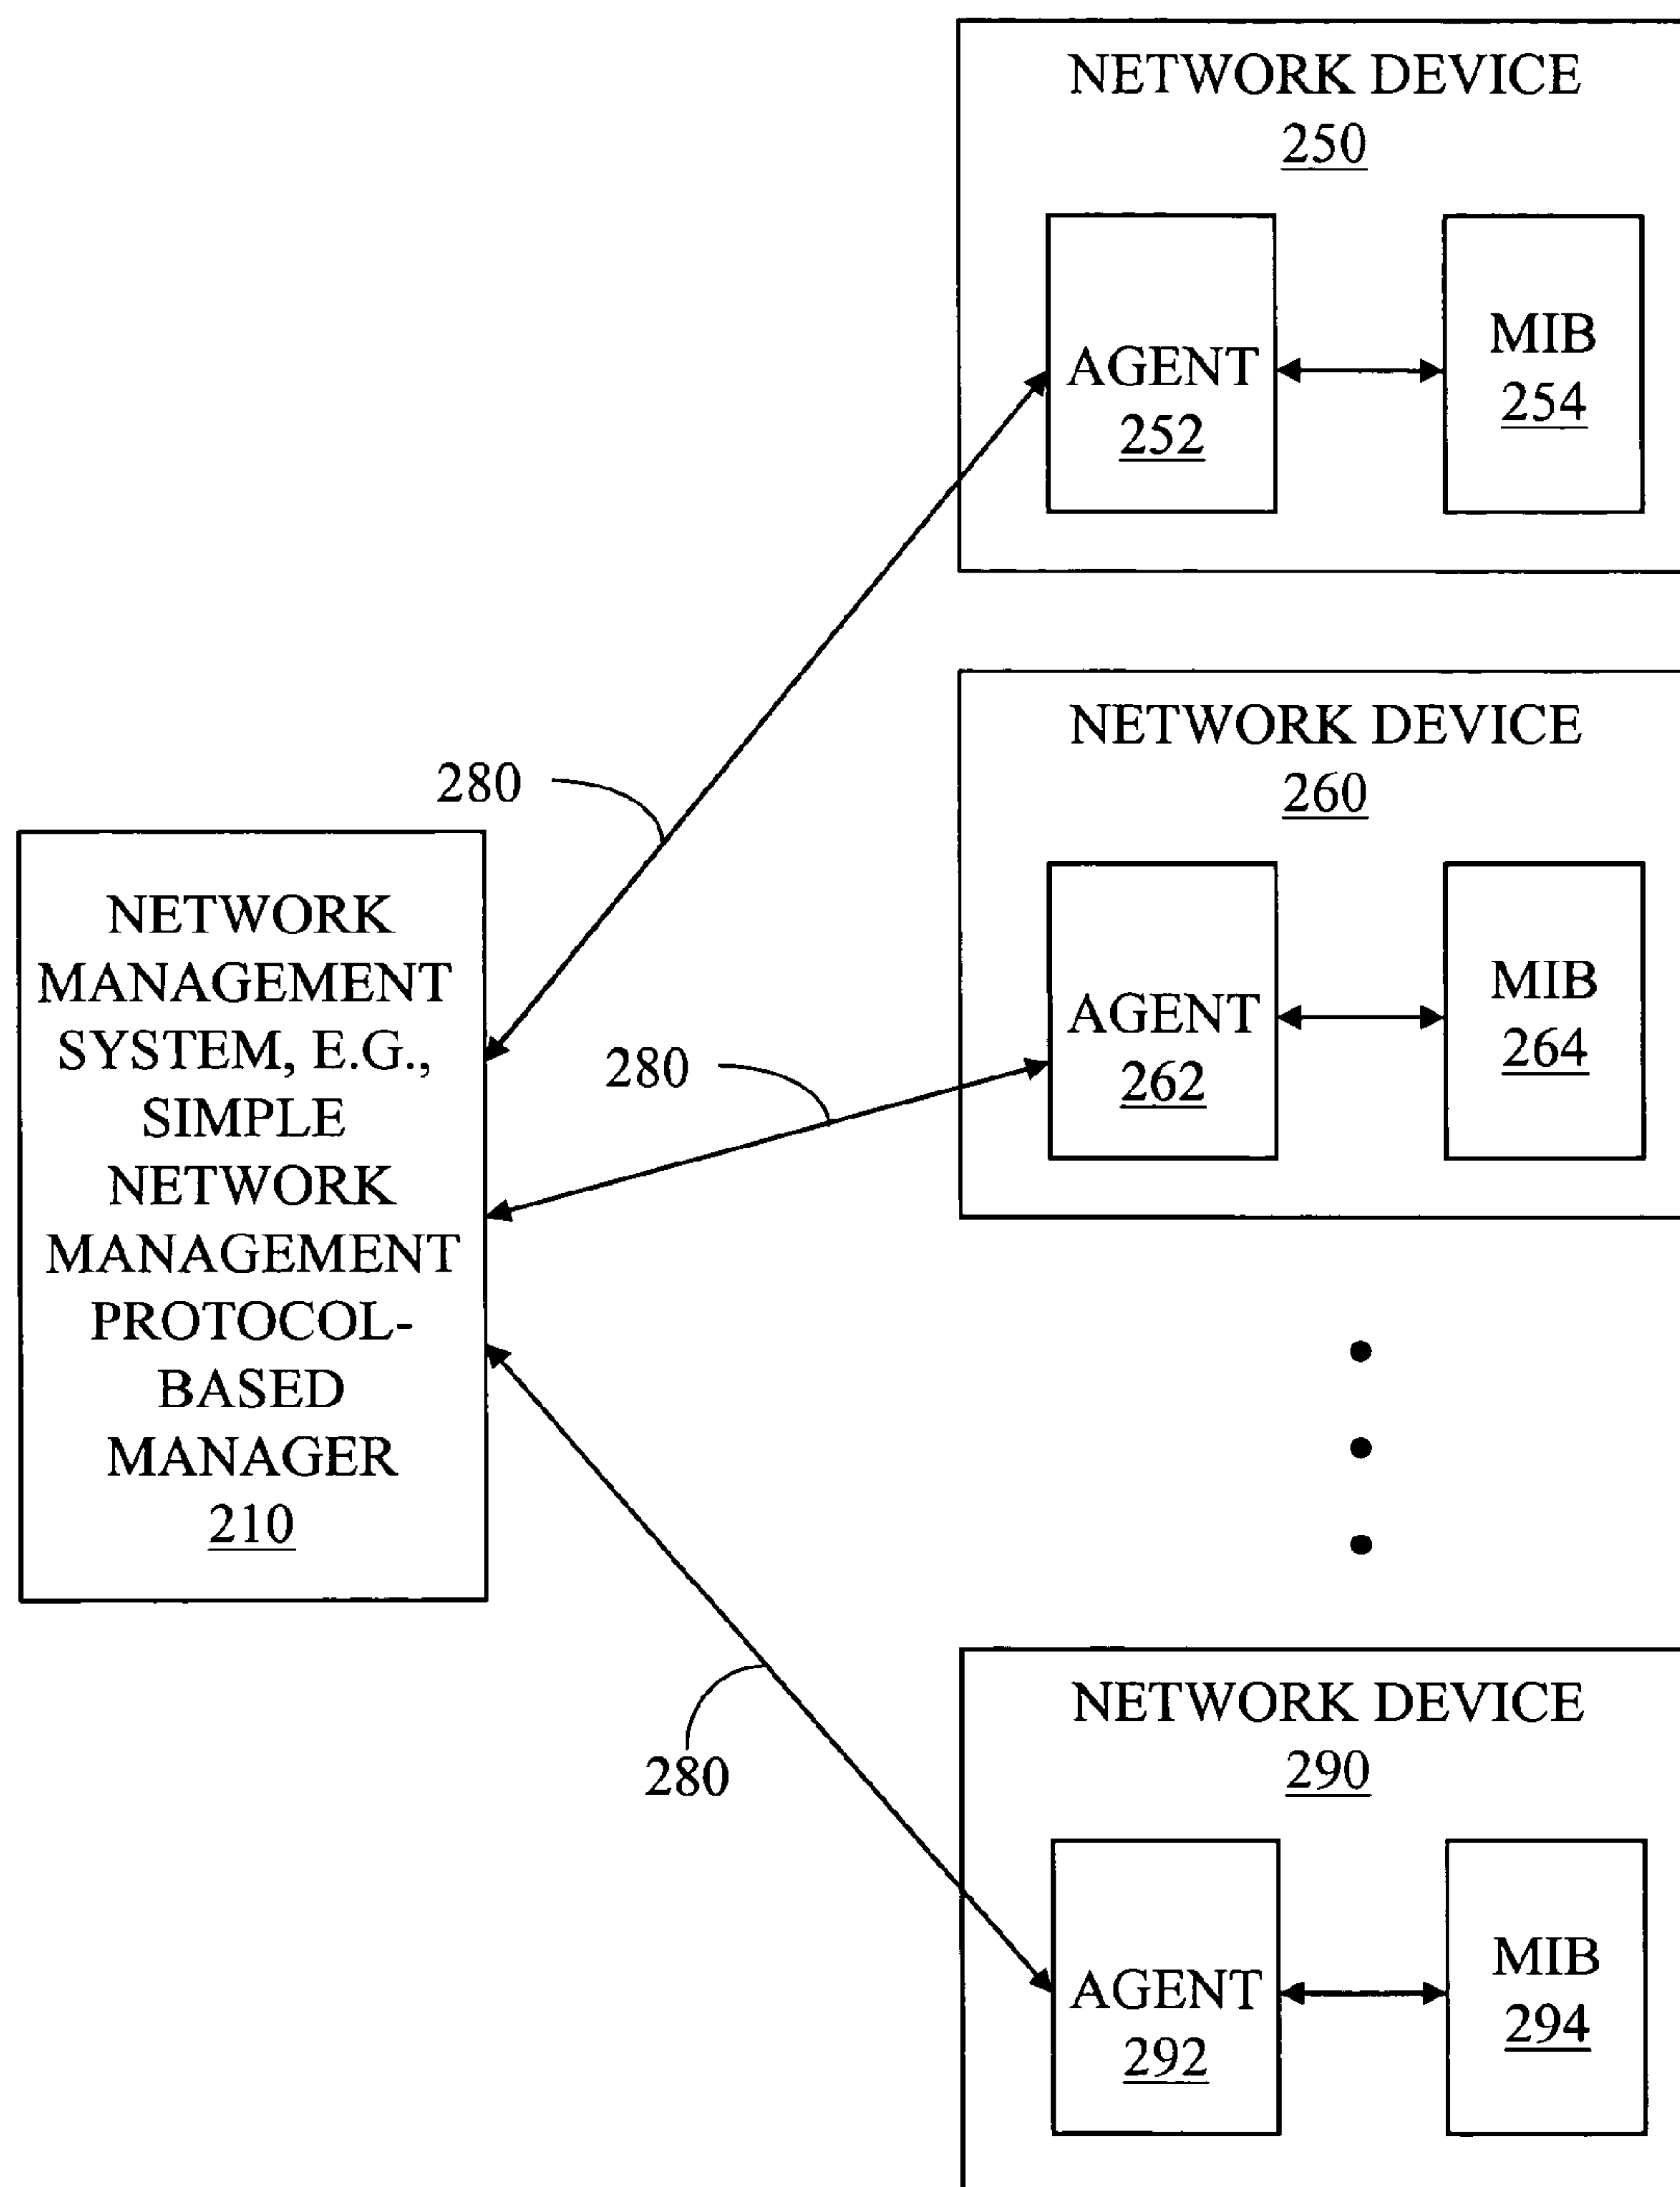 NETWORK DEVICE
250
AGENT
252
MIB
254
NETWORK DEVICE
260
AGENT
262
MIB
264
280
280
NETWORK
MANAGEMENT
SYSTEM, E.G.,
SIMPLE
NETWORK
MANAGEMENT
PROTOCOL-
BASED
MANAGER
210
280
NETWORK DEVICE
290
AGENT
292
MIB
294